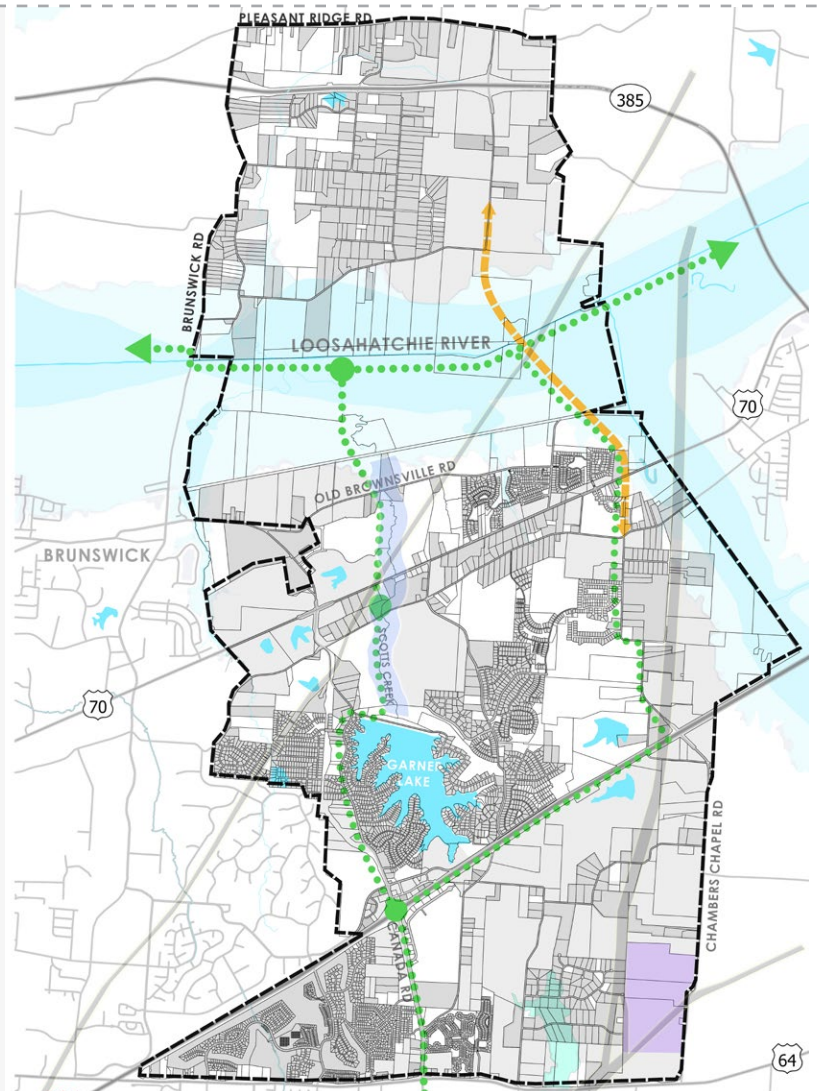 PLEASANT RIDGE RD
385
BRUNSWICK RD
LOOSAHATCHIE RIVER
70
OLD BROWNSVILLE RD
BRUNSWICK
SCOTTS CREEK
70
GARNER
LAKE
CHAMBERS CHAPEL RD
CANADA RD
64